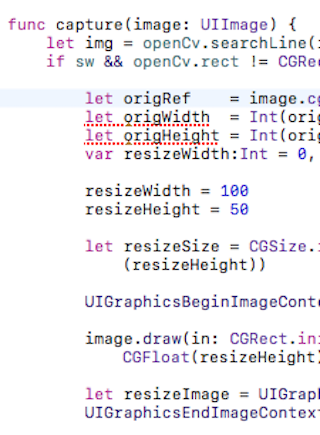 func capture(image: UIImage) {
let img = openCv.searchLine(
if sw && openCv.rect != CGRec
let origRef = image.cg
let origWidth = Int(orig
let origHeight = Int(orig
var resizeWidth:Int = 0,
resizeWidth = 100
resizeHeight = 50
let resizeSize = CGSize.i
(resizeHeight))
UIGraphicsBeginImageConte
image.draw(in: CGRect.ini
CGFloat(resizeHeight)
let resizeImage = UIGraph
UIGraphicsEndImageContext